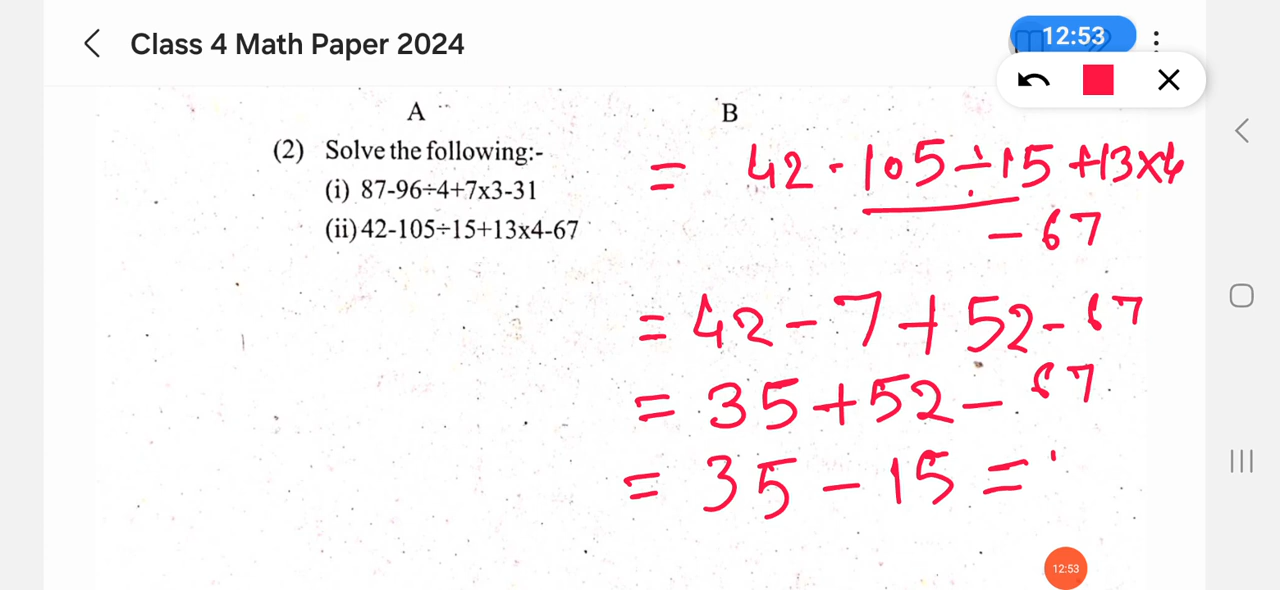 Class 4 Math Paper 2024
12:53
A
B
(2) Solve the following:-
(i) 87-96÷4+7x3-31
(ii) 42-105÷15+13x4-67
= 42-105÷15+13x4
-67
= 42-7+52-67
= 35+52-67
= 35-15=
12:53